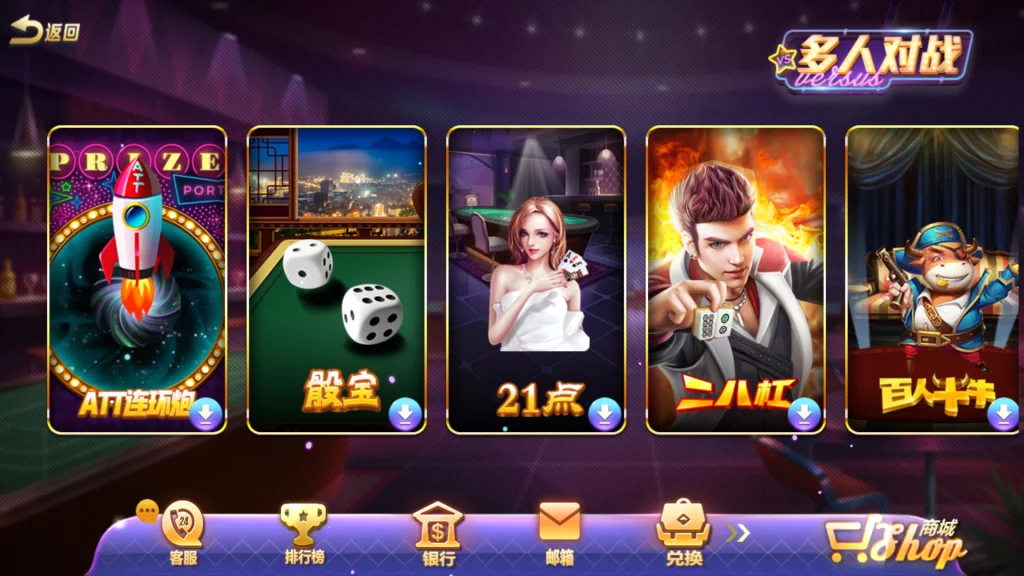 返回
VS
多人对战
versus
PRIZE
PORT
ATT
ATT连环炮
骰宝
21点
二八杠
百人牛牛
24
客服
排行榜
$
银行
邮箱
兑换
商城
Shop